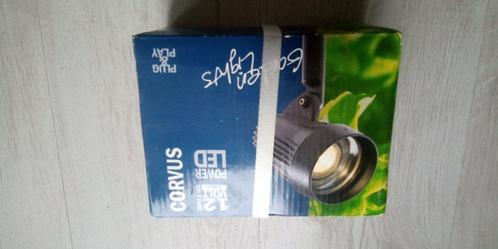 PLUG
&
PLAY
Garden
Lights
CORVUS
12
VOLT
POWER
LED